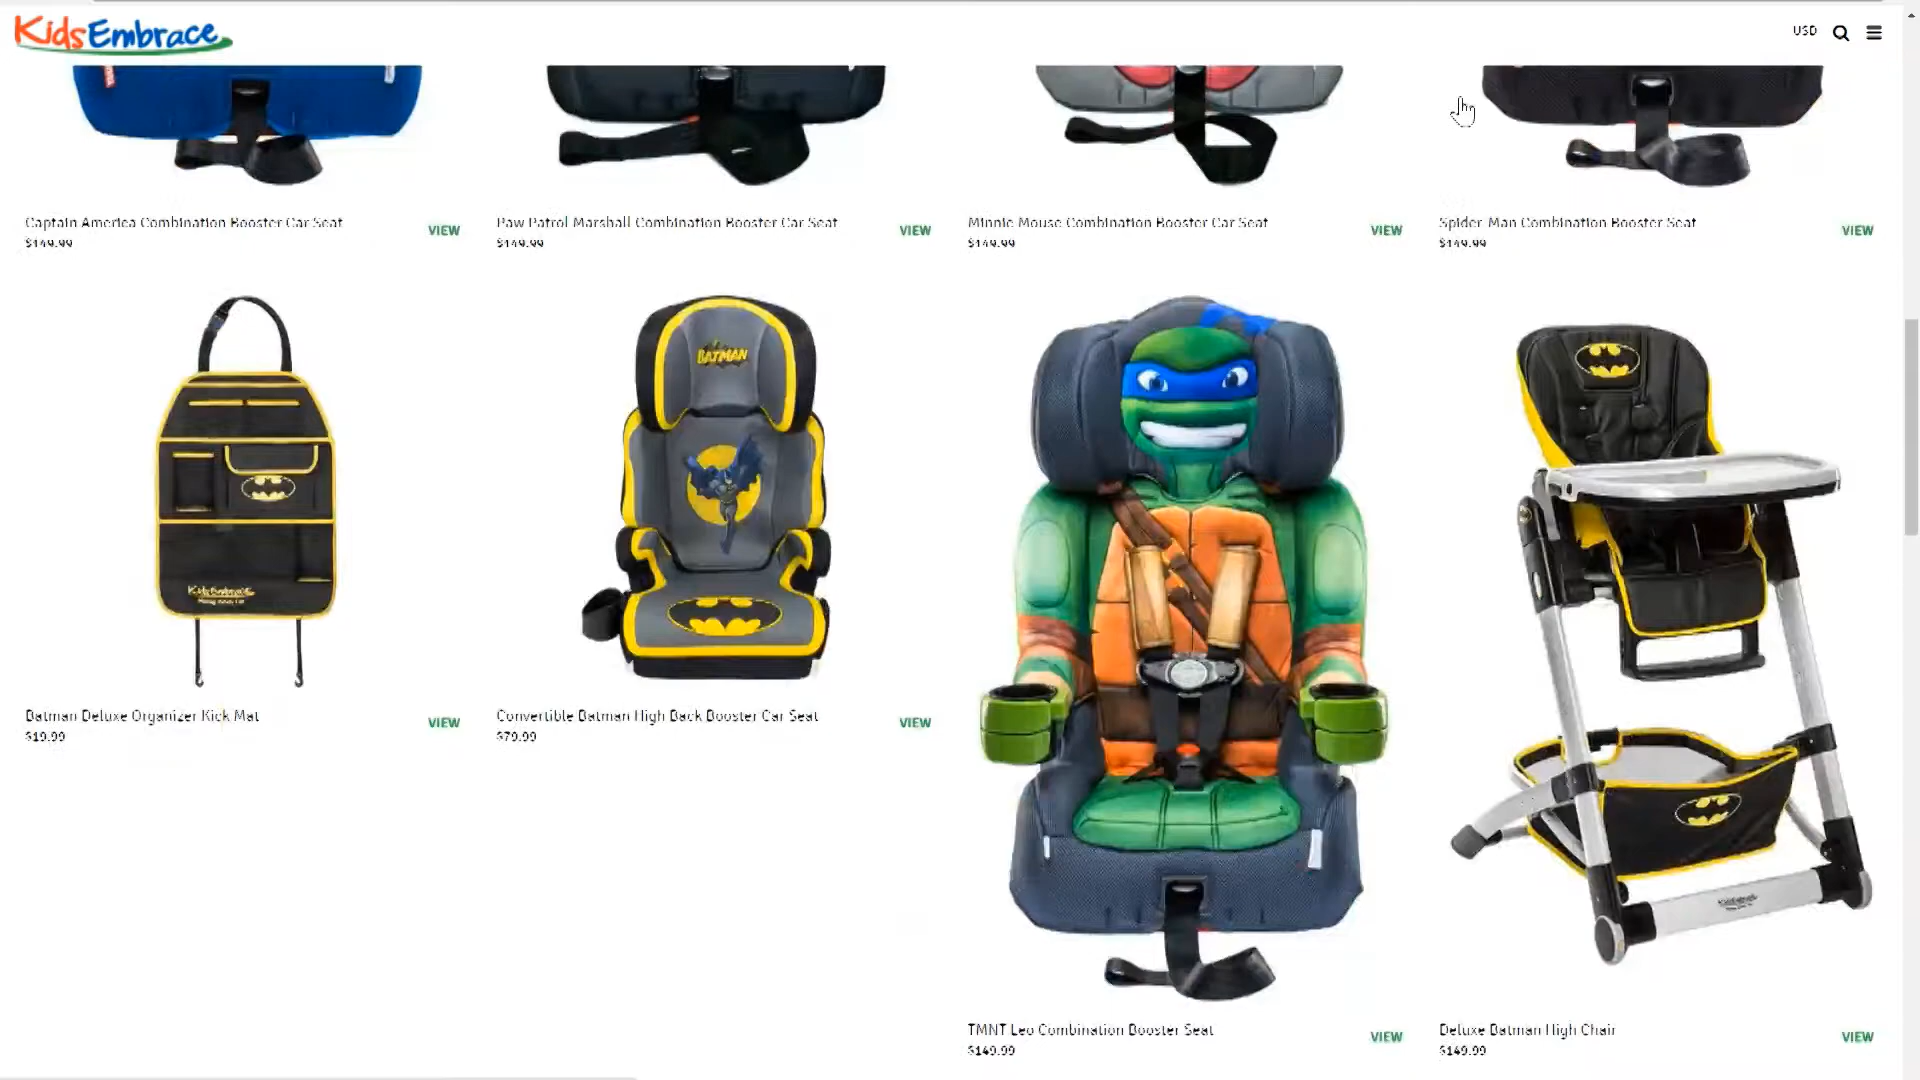 KidsEmbrace
USD
Captain America Combination Booster Car Seat
$149.99
VIEW
Paw Patrol Marshall Combination Booster Car Seat
$149.99
VIEW
Minnie Mouse Combination Booster Car Seat
$149.99
VIEW
Spider-Man Combination Booster Seat
$149.99
VIEW
BATMAN
KidsEmbrace
Batman Deluxe Organizer Kick Mat
$19.99
VIEW
Convertible Batman High Back Booster Car Seat
$79.99
VIEW
KidsEmbrace
TMNT Leo Combination Booster Seat
$149.99
VIEW
Deluxe Batman High Chair
$149.99
VIEW